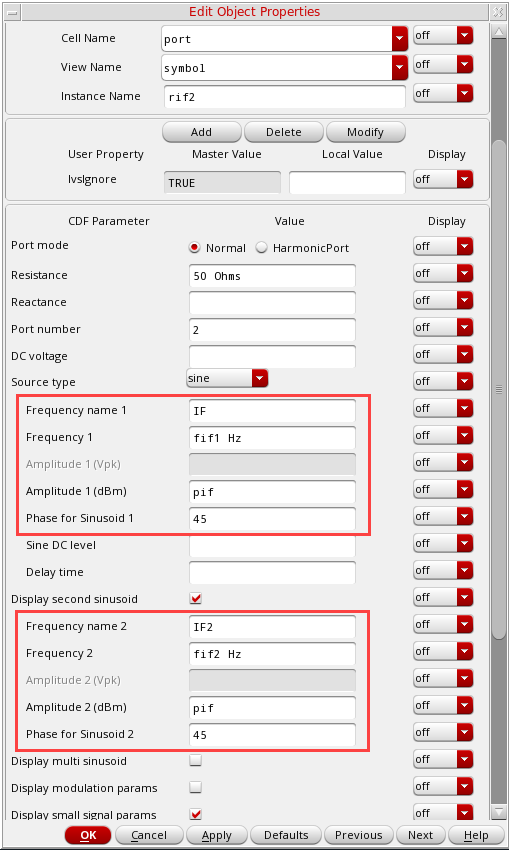 Edit Object Properties
Cell Name port off
View Name symbol off
Instance Name rif2 off
Add Delete Modify
User Property Master Value Local Value Display
lvsIgnore TRUE off
CDF Parameter Value Display
Port mode Normal HarmonicPort off
Resistance 50 Ohms off
Reactance off
Port number 2 off
DC voltage off
Source type sine off
Frequency name 1 IF off
Frequency 1 fif1 Hz off
Amplitude 1 (Vpk) off
Amplitude 1 (dBm) pif off
Phase for Sinusoid 1 45 off
Sine DC level off
Delay time off
Display second sinusoid off
Frequency name 2 IF2 off
Frequency 2 fif2 Hz off
Amplitude 2 (Vpk) off
Amplitude 2 (dBm) pif off
Phase for Sinusoid 2 45 off
Display multi sinusoid off
Display modulation params off
Display small signal params off
OK Cancel Apply Defaults Previous Next Help